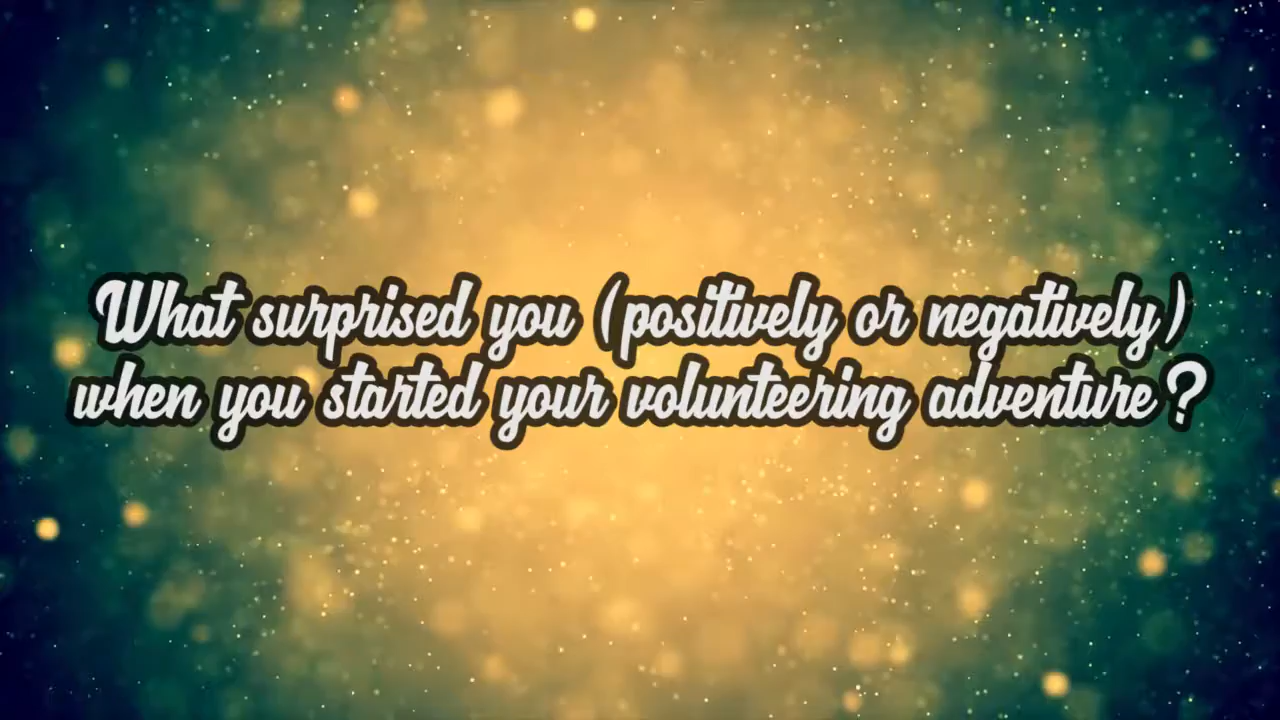 What surprised you (positively or negatively)
when you started your volunteering adventure?